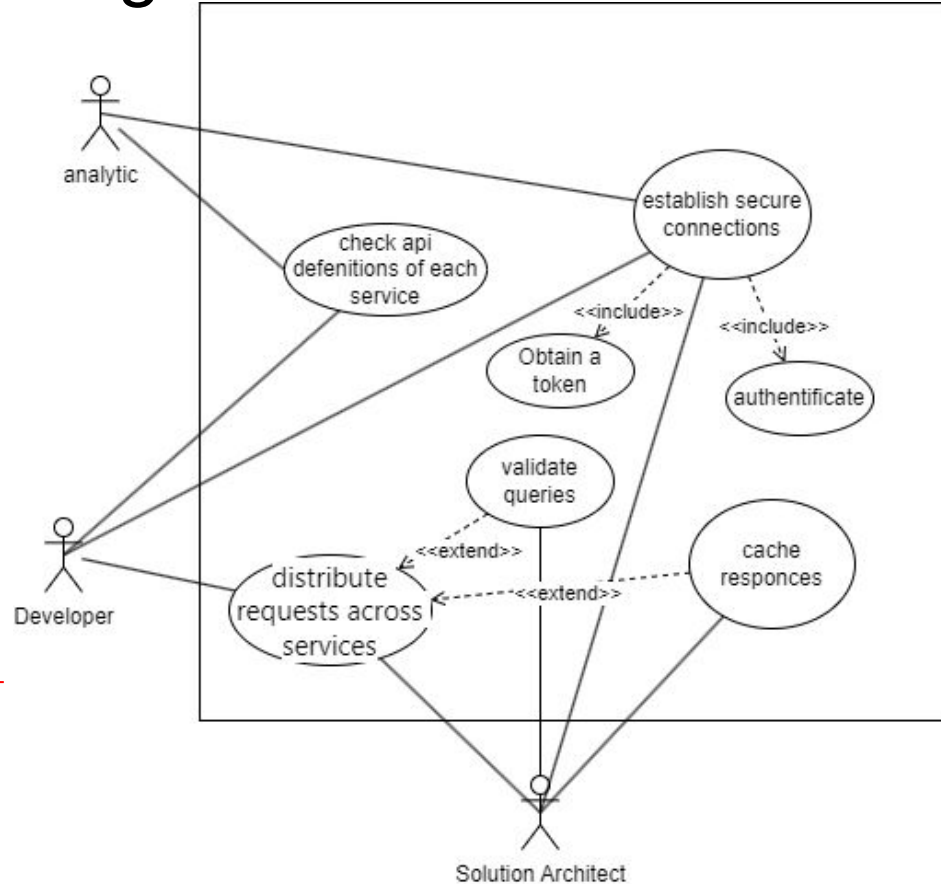 analytic
establish secure
connections
check api
defenitions of each
service
<<include>>
<<include>>
Obtain a
token
authentificate
validate
queries
<<extend>>
cache
responces
distribute
requests across
services
<<extend>>
Developer
Solution Architect